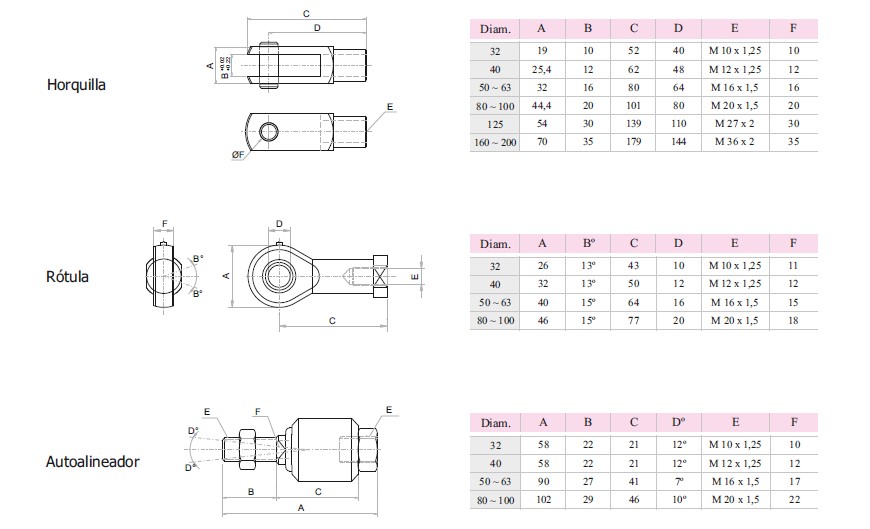 Horquilla
C
D
A
B +0.02 +0.22
E
ØF
Diam. A B C D E F
32 19 10 52 40 M 10 x 1,25 10
40 25,4 12 62 48 M 12 x 1,25 12
50 ~ 63 32 16 80 64 M 16 x 1,5 16
80 ~ 100 44,4 20 101 80 M 20 x 1,5 20
125 54 30 139 110 M 27 x 2 30
160 ~ 200 70 35 179 144 M 36 x 2 35
Rótula
F
D
B°
B°
A
E
C
Diam. A Bº C D E F
32 26 13º 43 10 M 10 x 1,25 11
40 32 13º 50 12 M 12 x 1,25 12
50 ~ 63 40 15º 64 16 M 16 x 1,5 15
80 ~ 100 46 15º 77 20 M 20 x 1,5 18
Autoalineador
E
F
E
D°
D°
B
C
A
Diam. A B C Dº E F
32 58 22 21 12º M 10 x 1,25 10
40 58 22 21 12º M 12 x 1,25 12
50 ~ 63 90 27 41 7º M 16 x 1,5 17
80 ~ 100 102 29 46 10º M 20 x 1,5 22